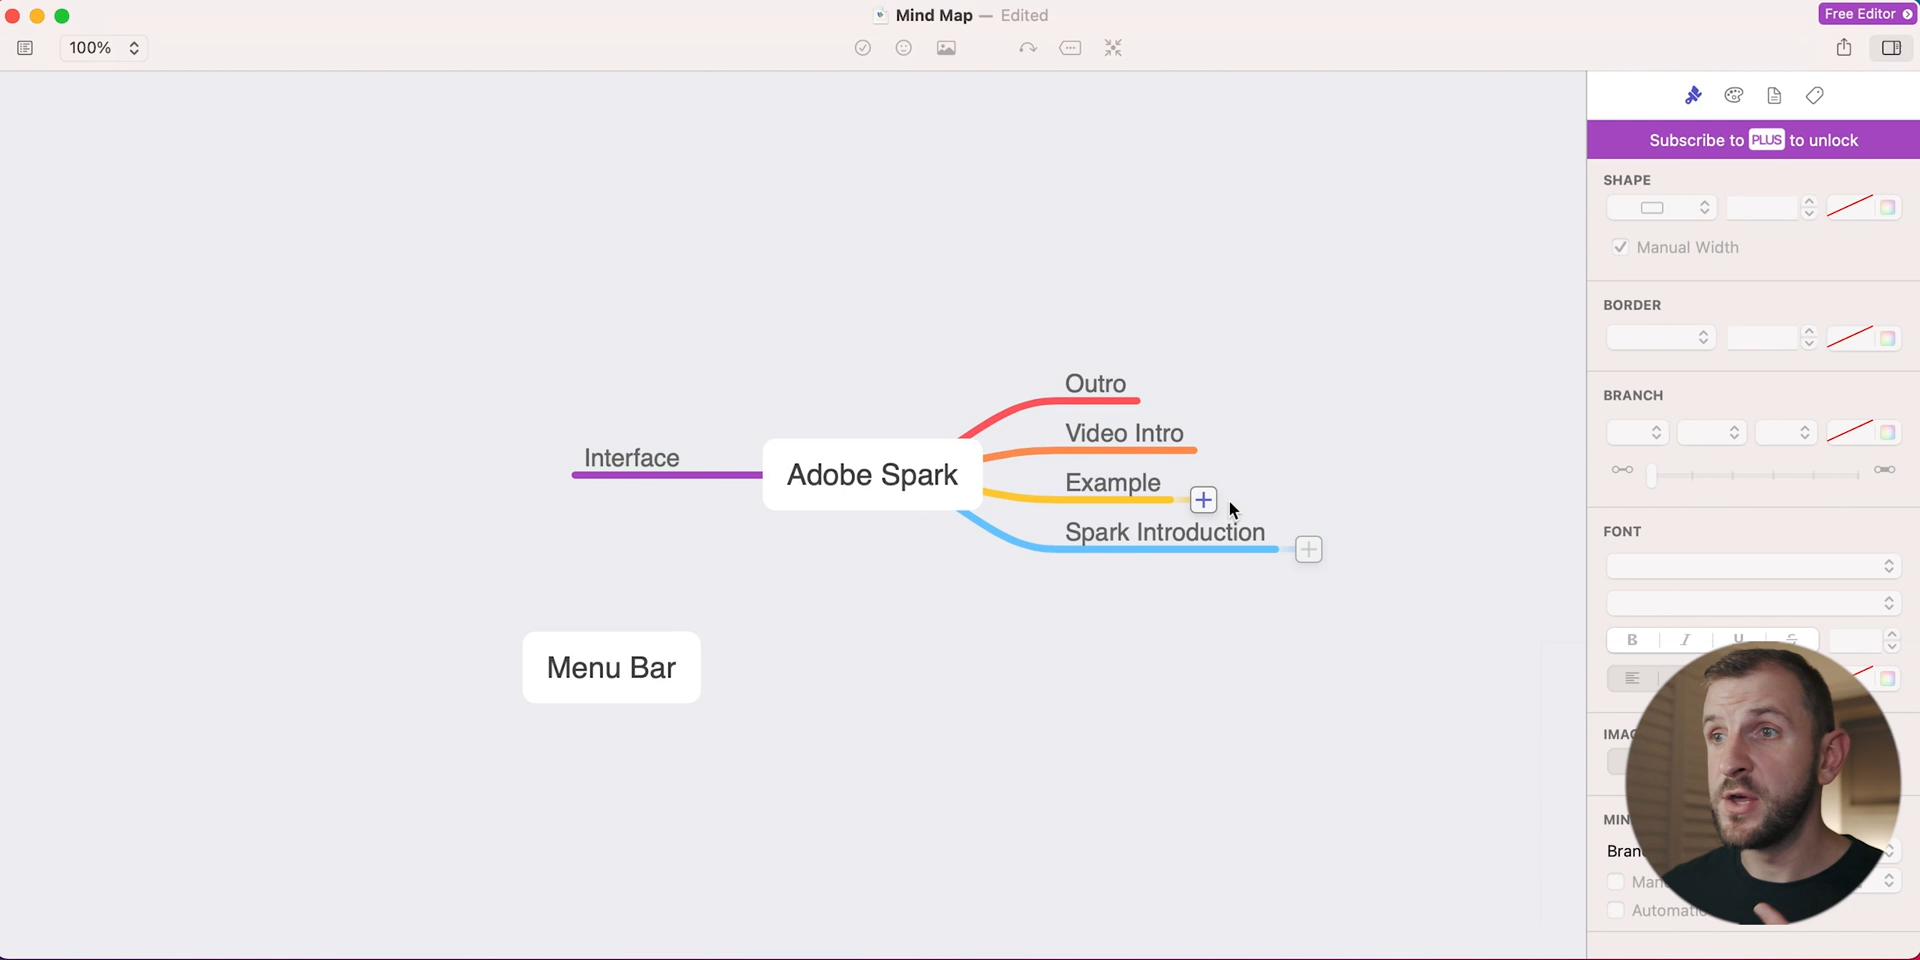 Mind Map — Edited
Free Editor
100%
Subscribe to PLUS to unlock
SHAPE
Manual Width
BORDER
BRANCH
Outro
Video Intro
Interface
Adobe Spark
Example
Spark Introduction
FONT
B I U S
Menu Bar